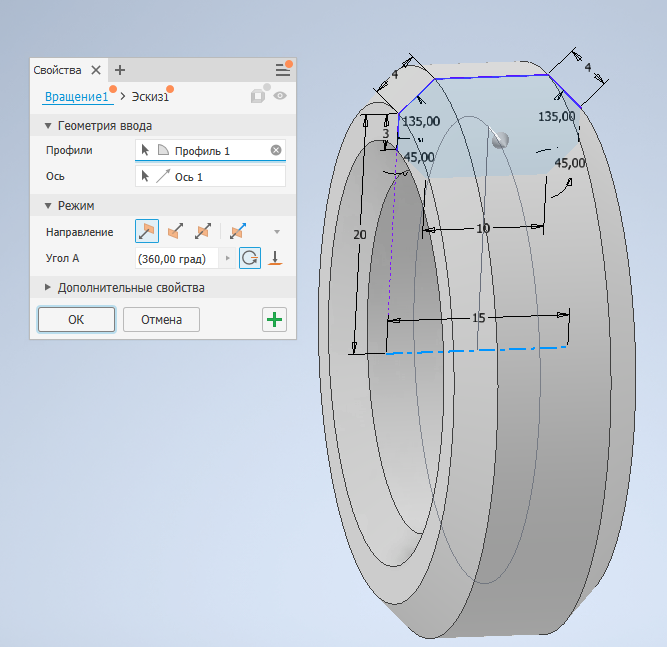 Свойства
Вращение1 > Эскиз1
Геометрия ввода
Профили Профиль 1
Ось Ось 1
Режим
Направление
Угол A (360,00 град)
Дополнительные свойства
ОК Отмена
4
4
135,00
135,00
3
45,00
45,00
20
10
15